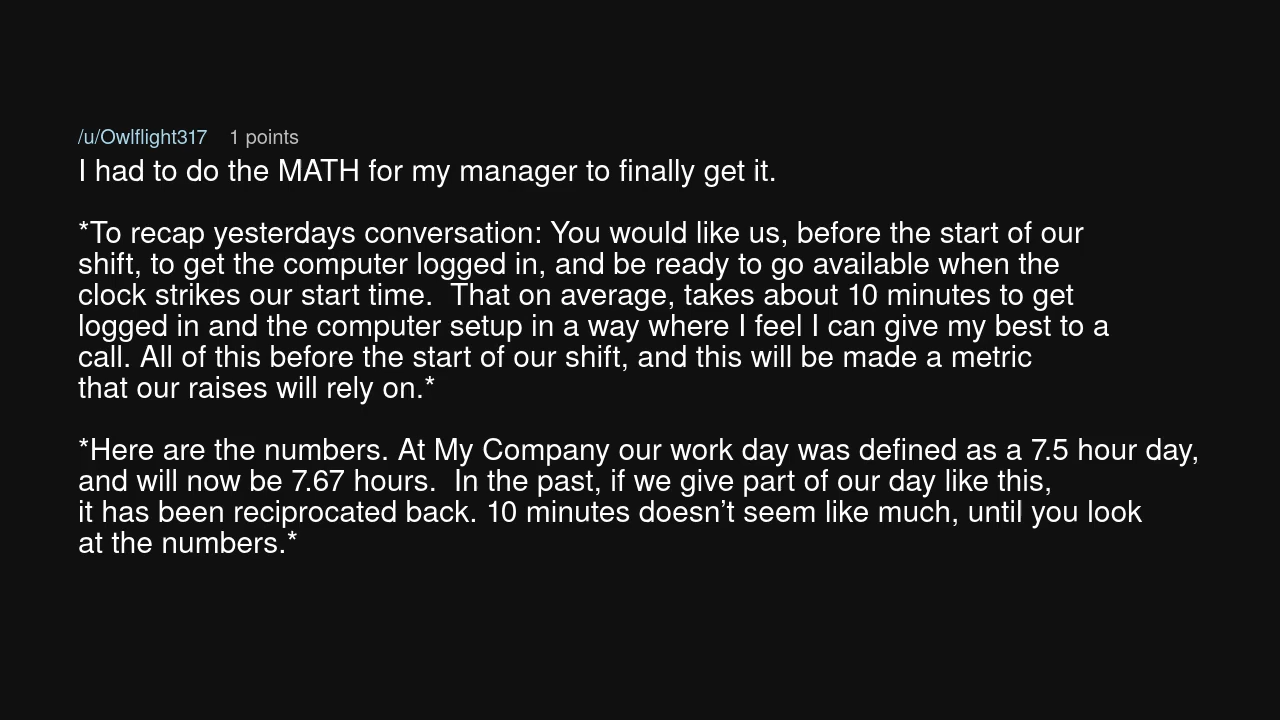 /u/Owlflight317 1 points
I had to do the MATH for my manager to finally get it.
*To recap yesterdays conversation: You would like us, before the start of our
shift, to get the computer logged in, and be ready to go available when the
clock strikes our start time.  That on average, takes about 10 minutes to get
logged in and the computer setup in a way where I feel I can give my best to a
call. All of this before the start of our shift, and this will be made a metric
that our raises will rely on.*
*Here are the numbers. At My Company our work day was defined as a 7.5 hour day,
and will now be 7.67 hours.  In the past, if we give part of our day like this,
it has been reciprocated back. 10 minutes doesn’t seem like much, until you look
at the numbers.*